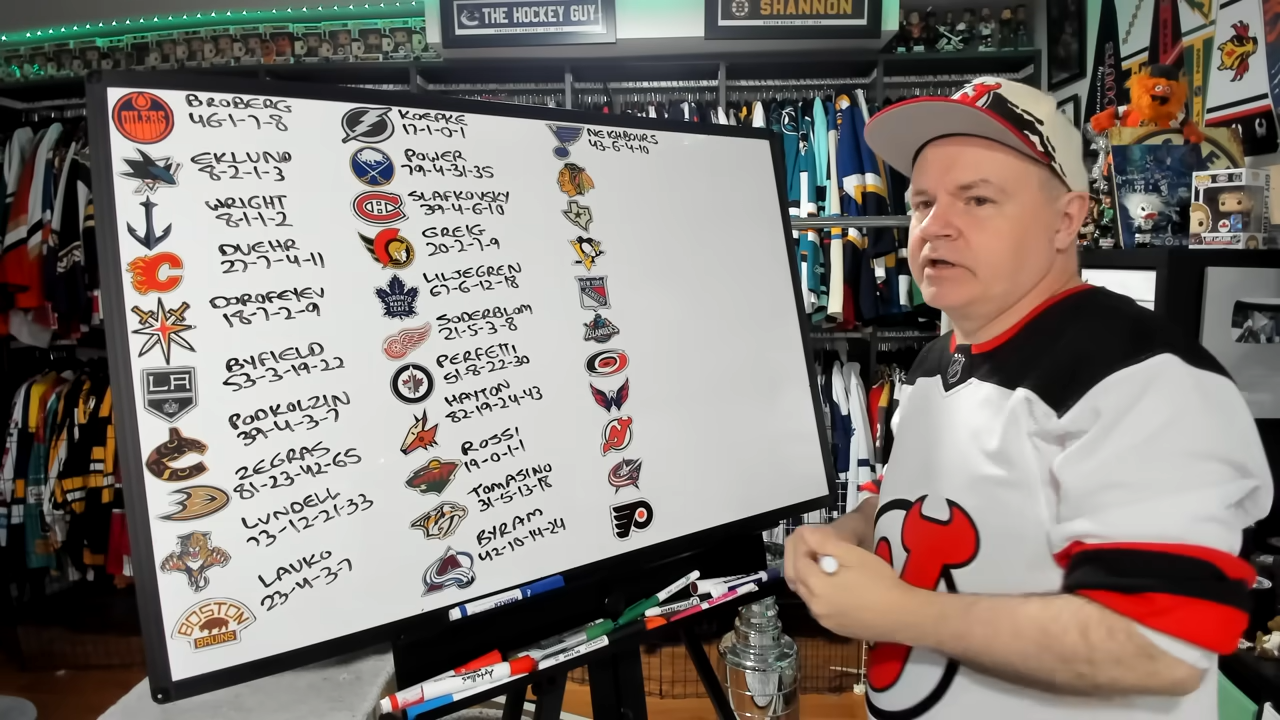 THE HOCKEY GUY
SHANNON
OILERS
BROBERG
46-1-7-8
EKLUND
8-2-1-3
WRIGHT
8-1-1-2
DUEHR
27-7-4-11
DOROFEYEV
18-7-2-9
LA
BYFIELD
53-3-19-22
PODKOLZIN
39-4-3-7
ZEGRAS
81-23-42-65
LUNDELL
73-12-21-33
LAUKO
23-4-3-7
BOSTON
BRUINS
KOEPKE
17-1-0-1
POWER
79-4-31-35
SLAFKOVSKY
39-4-6-10
GREIG
20-2-7-9
TORONTO
MAPLE
LEAFS
LILJEGREN
67-6-12-18
SODERBLOM
21-5-3-8
PERFETTI
51-8-22-30
HAYTON
82-19-24-43
ROSSI
19-0-1-1
TOMASINO
31-5-13-18
BYRAM
42-10-14-24
NEIGHBOURS
43-6-4-10
ISLANDERS